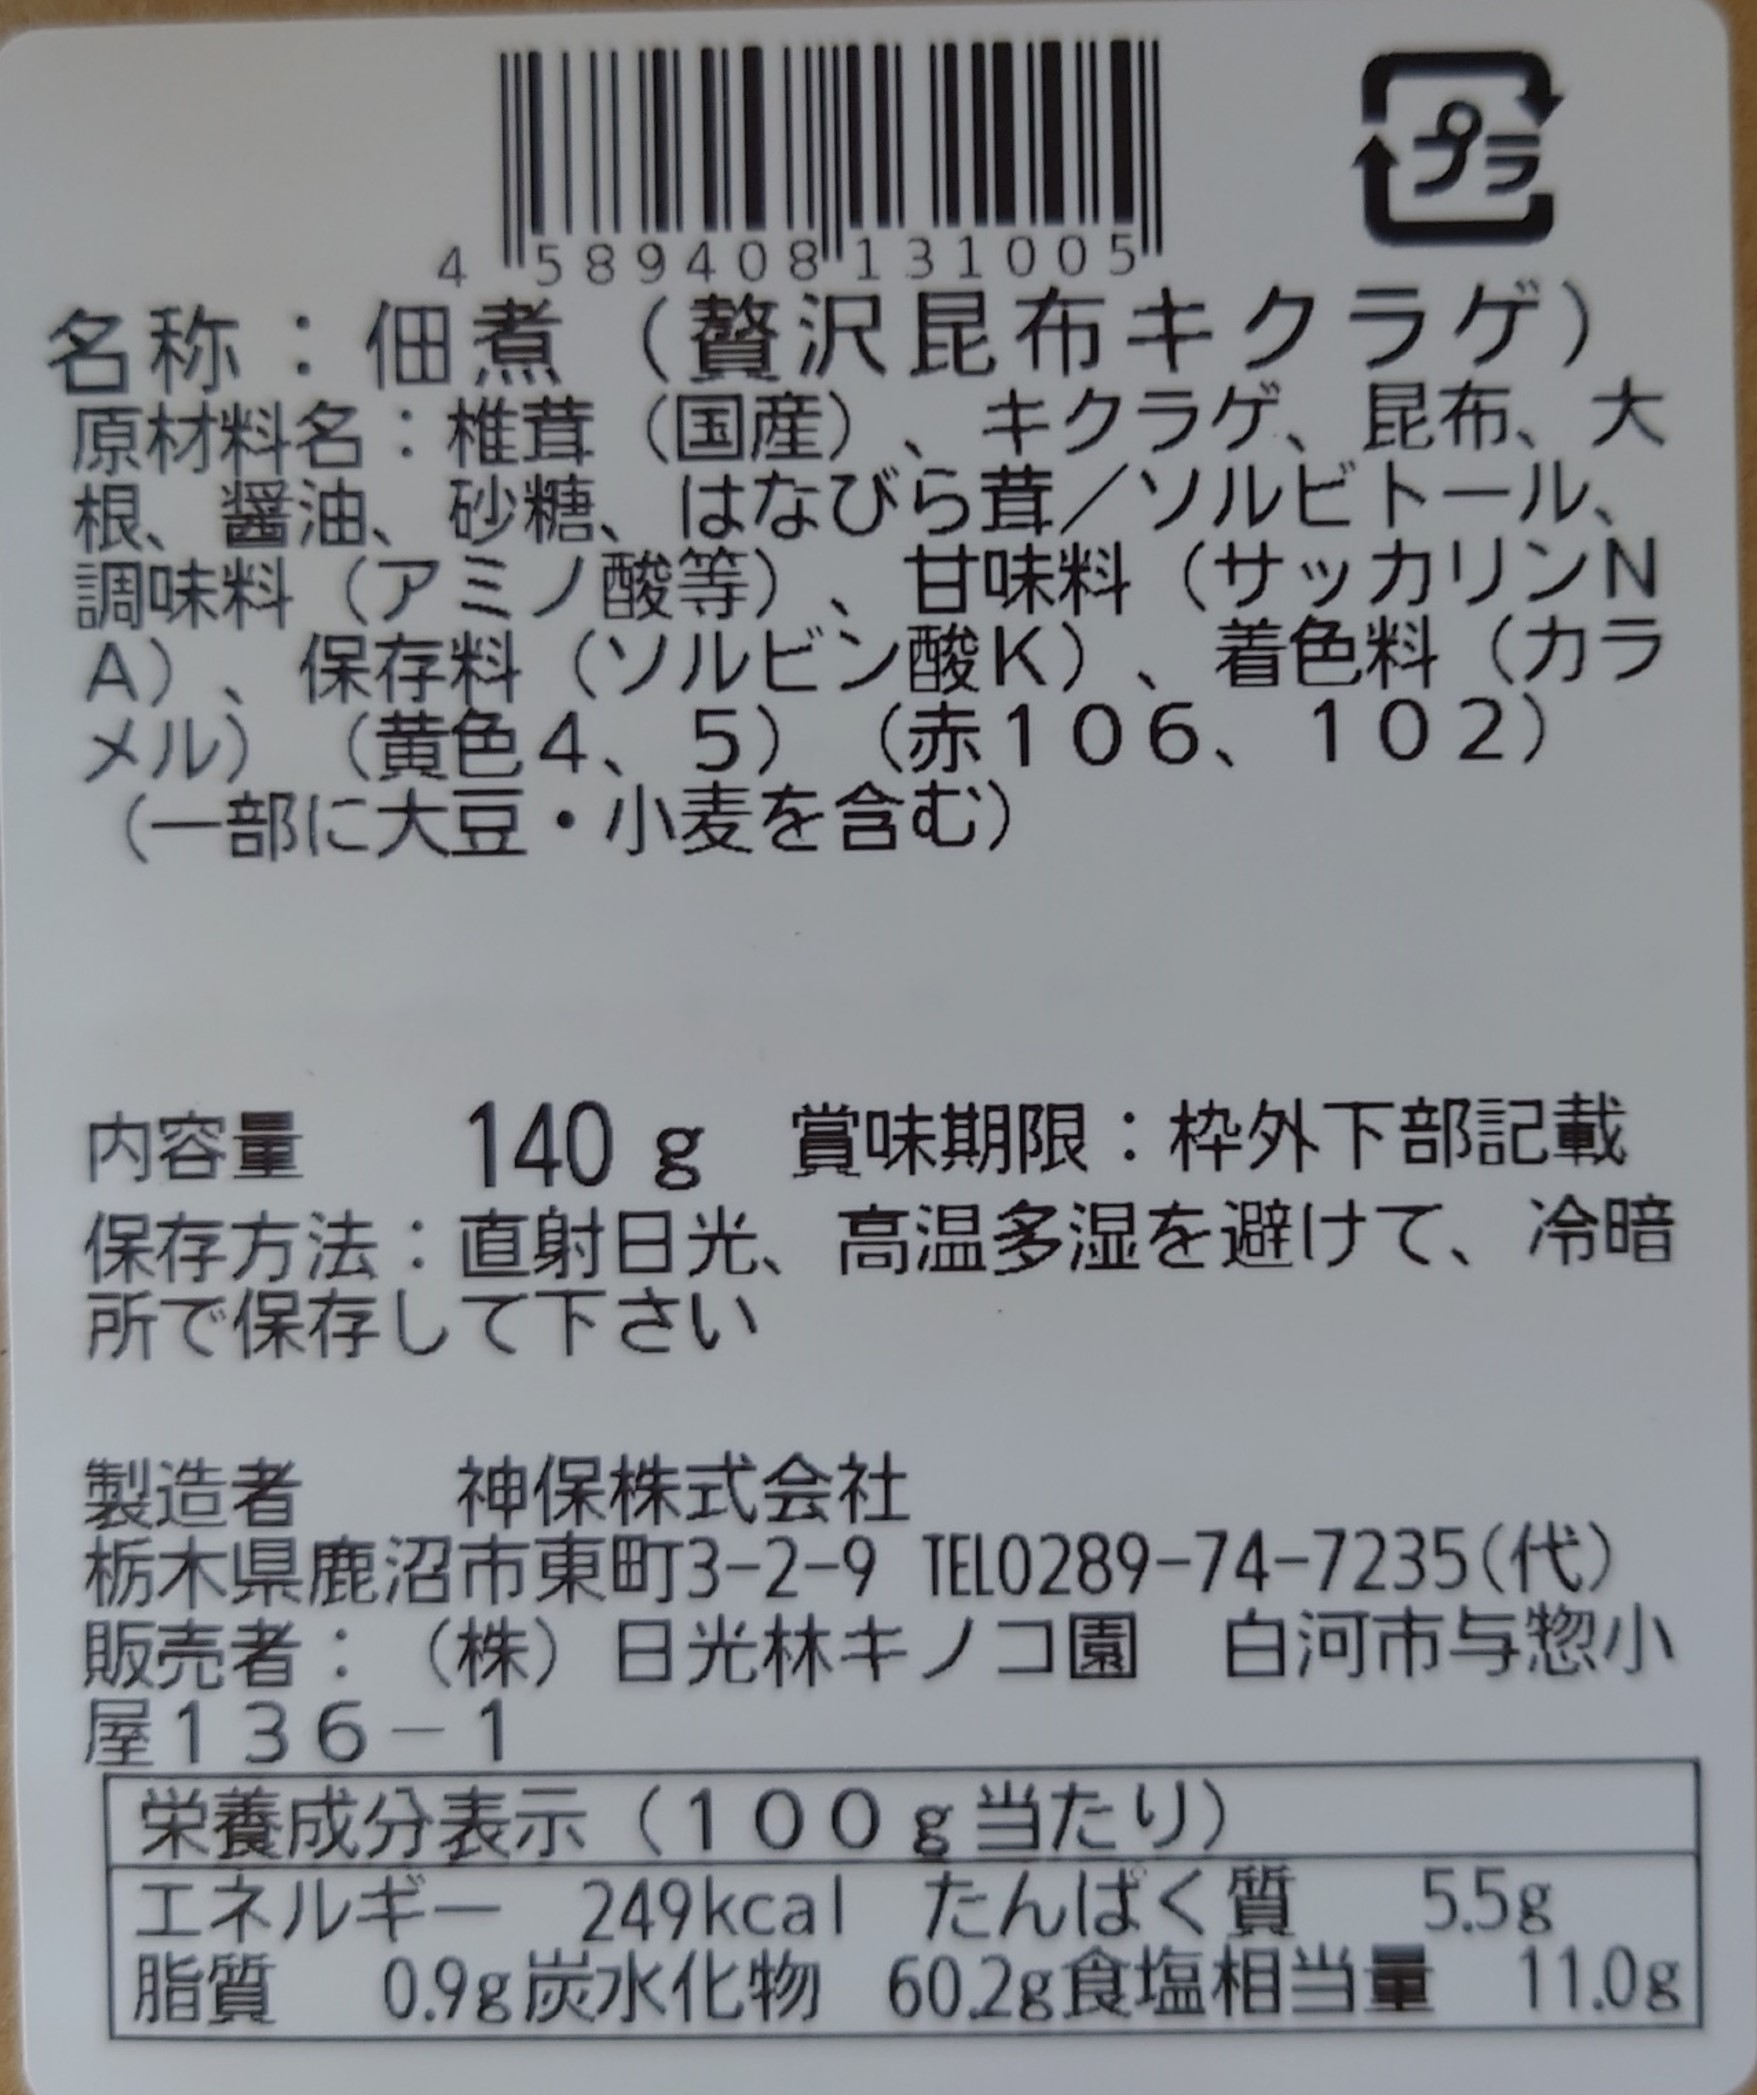 プラ
4 589408 131005
名称：佃煮（贅沢昆布キクラゲ）
原材料名：椎茸（国産）、キクラゲ、昆布、大
根、醤油、砂糖、はなびら茸／ソルビトール、
調味料（アミノ酸等）、甘味料（サッカリンN
A）、保存料（ソルビン酸K）、着色料（カラ
メル）（黄色４、５）（赤１０６、１０２）
（一部に大豆・小麦を含む）
内容量 140g 賞味期限：枠外下部記載
保存方法：直射日光、高温多湿を避けて、冷暗
所で保存して下さい
製造者 神保株式会社
栃木県鹿沼市東町3-2-9 TEL0289-74-7235(代)
販売者：（株）日光林キノコ園 白河市与惣小
屋１３６－１
栄養成分表示（１００g当たり）
エネルギー 249kcal たんぱく質 5.5g
脂質 0.9g炭水化物 60.2g食塩相当量 11.0g